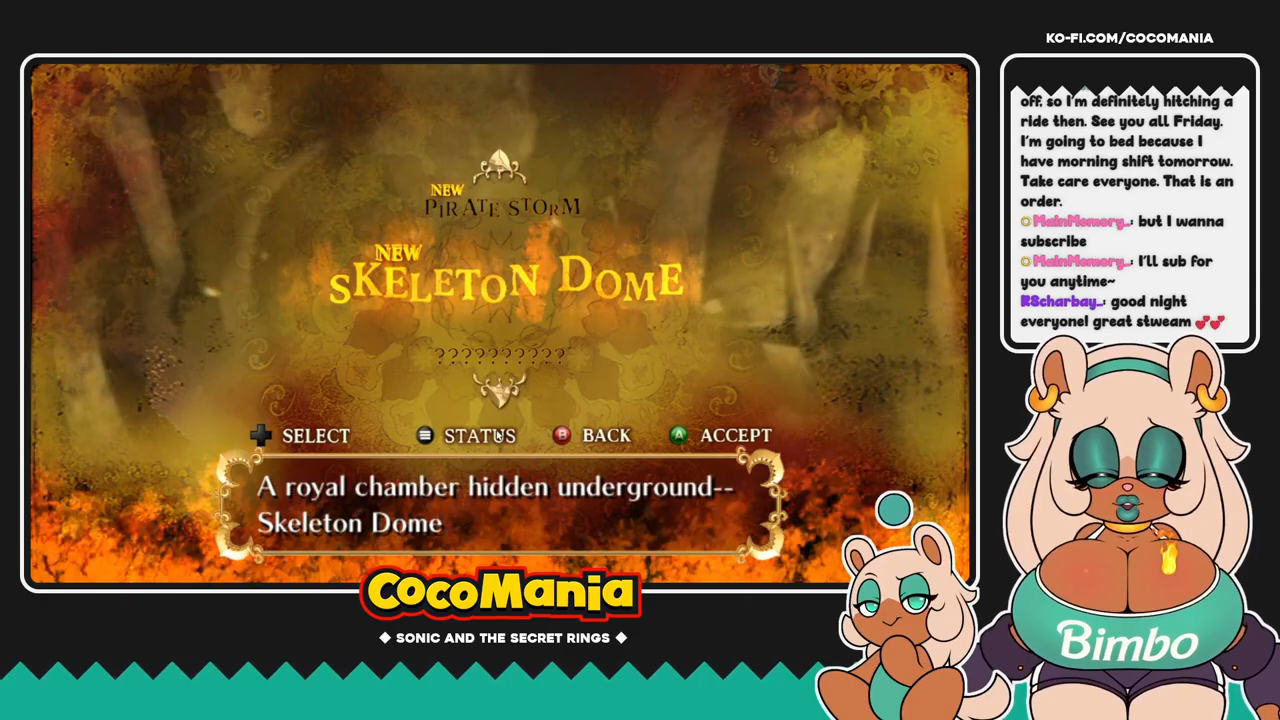 KO-FI.COM/COCOMANIA
off, so I'm definitely hitching a
ride then. See you all Friday.
I'm going to bed because I
have morning shift tomorrow.
Take care everyone. That is an
order.
MainMemory_: but I wanna
subscribe
MainMemory_: I'll sub for
you anytime~
RScharbay_: good night
everyone! great stweam 💕💕
NEW
PIRATE STORM
NEW
SKELETON DOME
??????????
SELECT STATUS B BACK A ACCEPT
A royal chamber hidden underground--
Skeleton Dome
CocoMania
◆ SONIC AND THE SECRET RINGS ◆
Bimbo